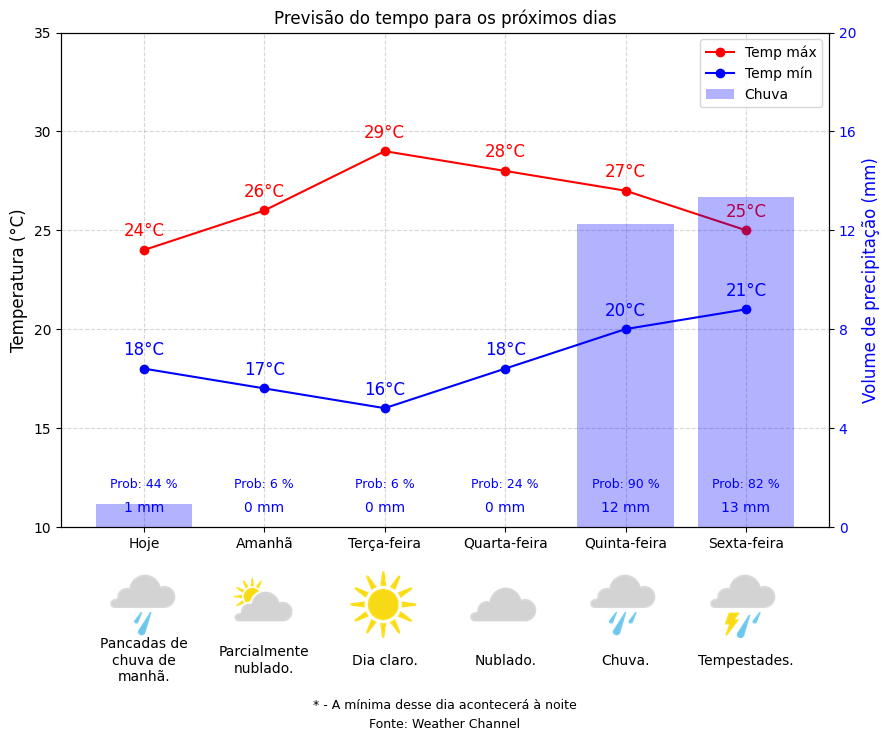 Previsão do tempo para os próximos dias
35
30
25
20
15
10
Temperatura (°C)
20
16
12
8
4
0
Volume de precipitação (mm)
Temp máx
Temp mín
Chuva
24°C
26°C
29°C
28°C
27°C
25°C
18°C
17°C
16°C
18°C
20°C
21°C
Prob: 44 %
Prob: 6 %
Prob: 6 %
Prob: 24 %
Prob: 90 %
Prob: 82 %
1 mm
0 mm
0 mm
0 mm
12 mm
13 mm
Hoje
Amanhã
Terça-feira
Quarta-feira
Quinta-feira
Sexta-feira
Pancadas de
chuva de
manhã.
Parcialmente
nublado.
Dia claro.
Nublado.
Chuva.
Tempestades.
* - A mínima desse dia acontecerá à noite
Fonte: Weather Channel